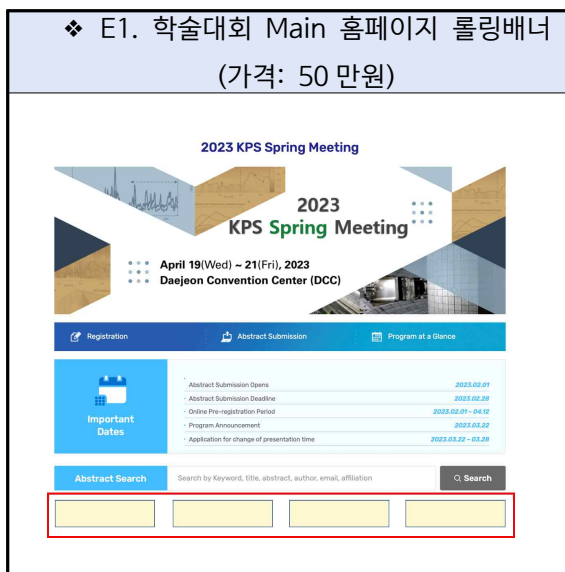 ❖ E1. 학술대회 Main 홈페이지 롤링배너
(가격: 50만원)
2023 KPS Spring Meeting
2023
KPS Spring Meeting
April 19(Wed) ~ 21(Fri), 2023
Daejeon Convention Center (DCC)
Registration
Abstract Submission
Program at a Glance
Important
Dates
· Abstract Submission Opens 2023.02.01
· Abstract Submission Deadline 2023.02.28
· Online Pre-registration Period 2023.02.01 ~ 04.12
· Program Announcement 2023.03.22
· Application for change of presentation time 2023.03.22 ~ 03.28
Abstract Search
Search by Keyword, title, abstract, author, email, affiliation
Search